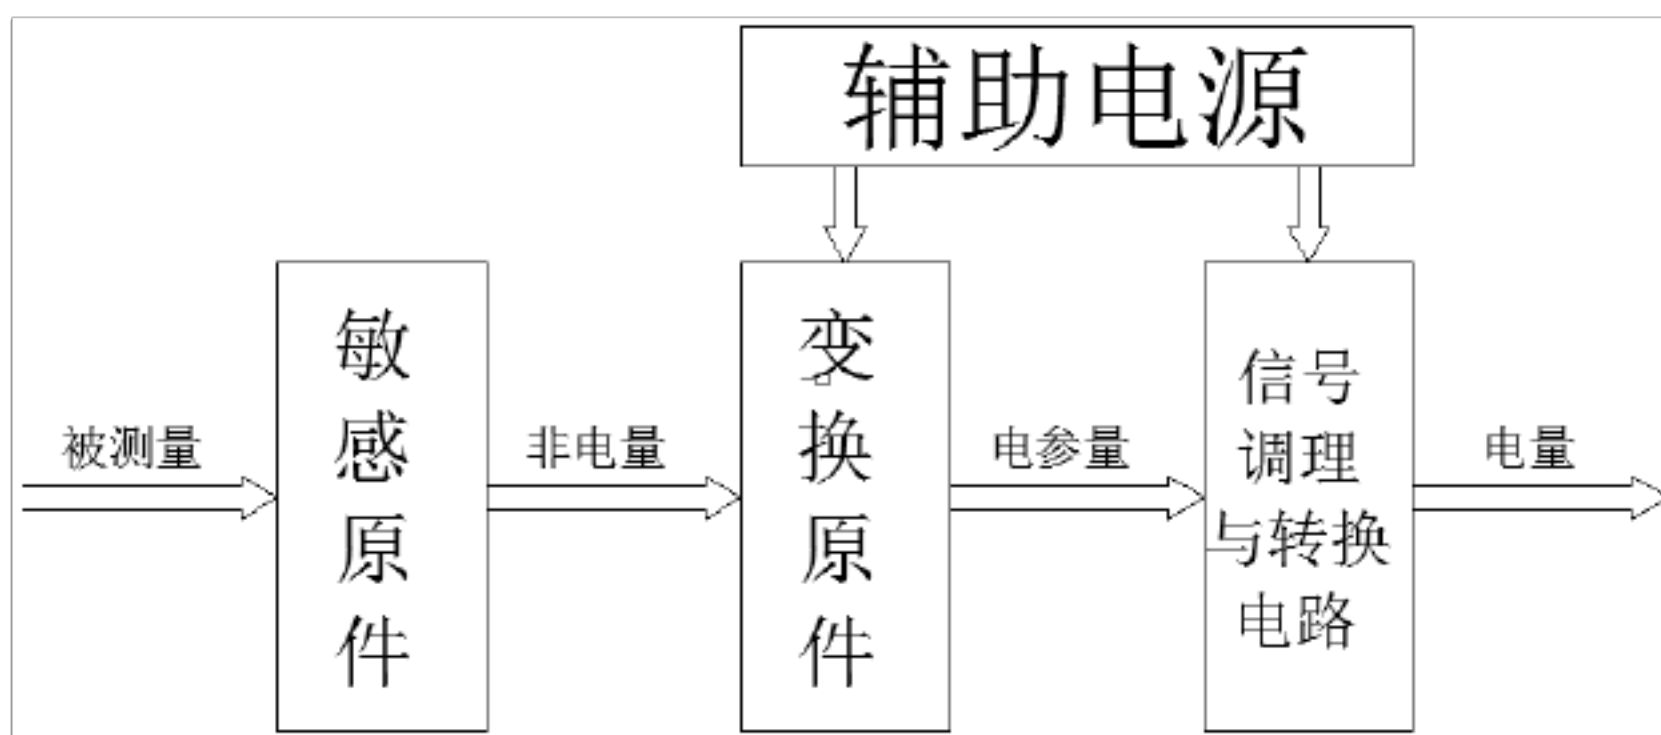 辅助电源
被测量
敏感原件
非电量
变换原件
电参量
信号
调理
与转换
电路
电量